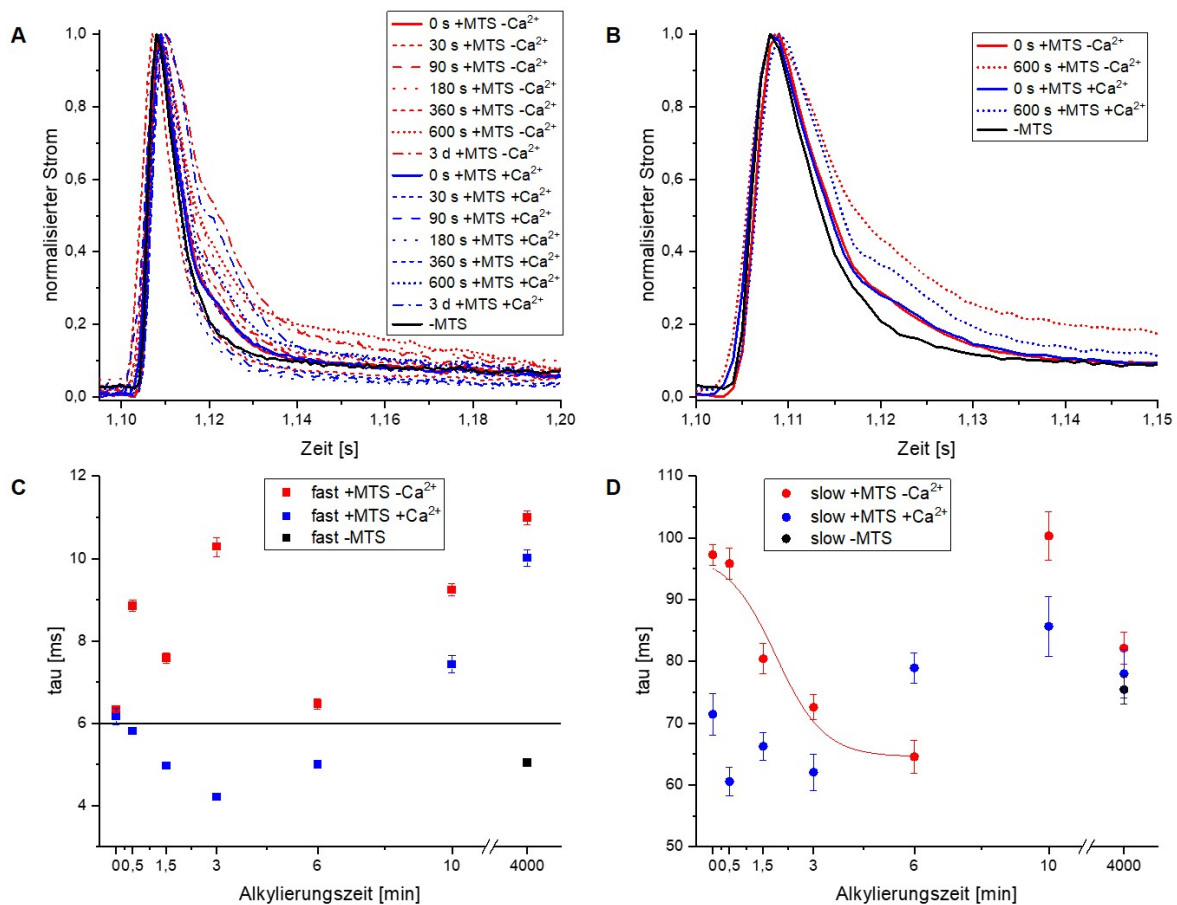 A
normalisierter Strom
1,0
0,8
0,6
0,4
0,2
0,0
1,10
1,12
1,14
1,16
1,18
1,20
Zeit [s]
0 s +MTS -Ca²⁺
30 s +MTS -Ca²⁺
90 s +MTS -Ca²⁺
180 s +MTS -Ca²⁺
360 s +MTS -Ca²⁺
600 s +MTS -Ca²⁺
3 d +MTS -Ca²⁺
0 s +MTS +Ca²⁺
30 s +MTS +Ca²⁺
90 s +MTS +Ca²⁺
180 s +MTS +Ca²⁺
360 s +MTS +Ca²⁺
600 s +MTS +Ca²⁺
3 d +MTS +Ca²⁺
-MTS
B
normalisierter Strom
1,0
0,8
0,6
0,4
0,2
0,0
1,10
1,11
1,12
1,13
1,14
1,15
Zeit [s]
0 s +MTS -Ca²⁺
600 s +MTS -Ca²⁺
0 s +MTS +Ca²⁺
600 s +MTS +Ca²⁺
-MTS
C
tau [ms]
12
10
8
6
4
0
0,5
1,5
3
6
10
4000
Alkylierungszeit [min]
fast +MTS -Ca²⁺
fast +MTS +Ca²⁺
fast -MTS
D
tau [ms]
110
100
90
80
70
60
50
0
0,5
1,5
3
6
10
4000
Alkylierungszeit [min]
slow +MTS -Ca²⁺
slow +MTS +Ca²⁺
slow -MTS